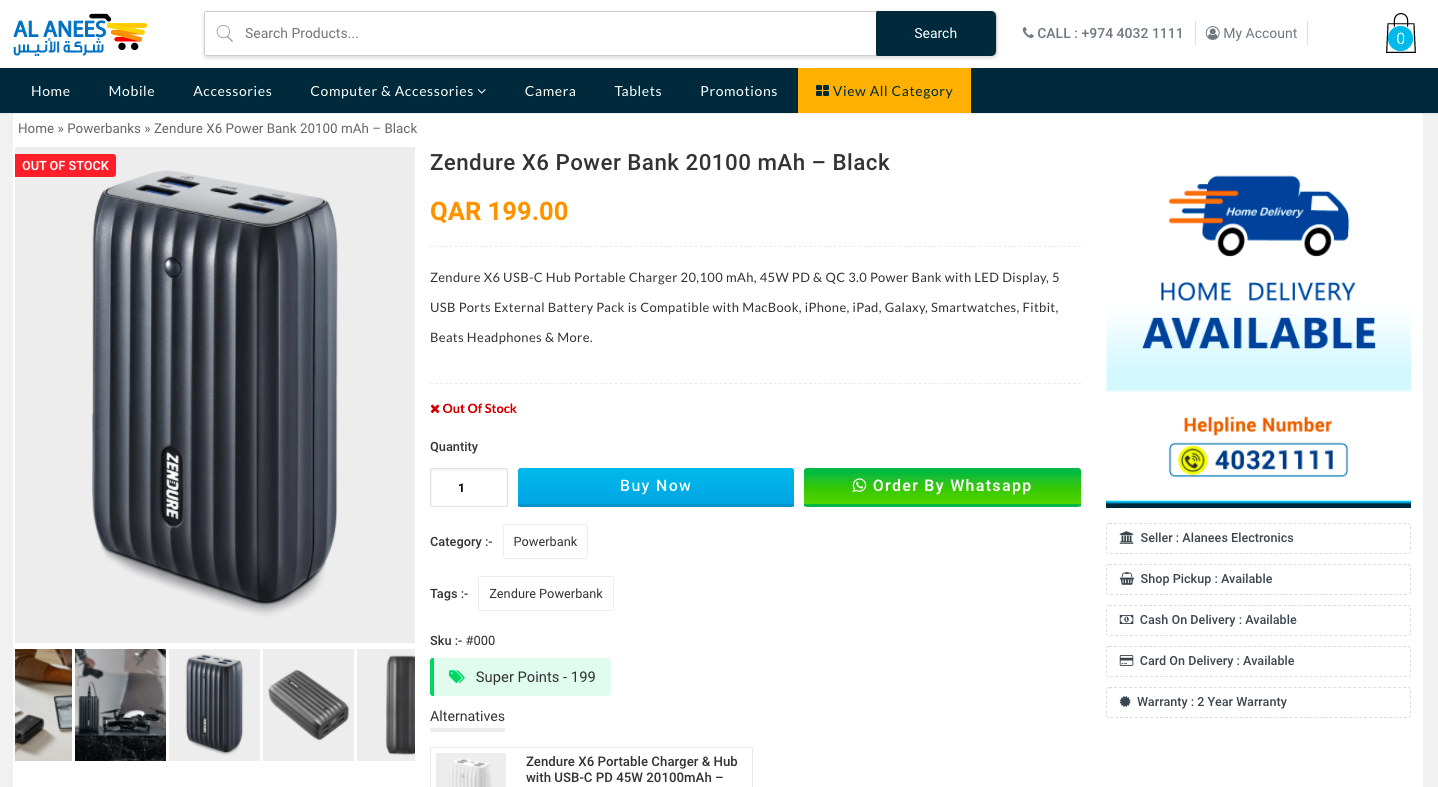 AL ANEES
شركة الأنيس
Search Products...
Search
CALL : +974 4032 1111
My Account
0
Home
Mobile
Accessories
Computer & Accessories
Camera
Tablets
Promotions
View All Category
Home » Powerbanks » Zendure X6 Power Bank 20100 mAh – Black
OUT OF STOCK
ZENDURE
Zendure X6 Power Bank 20100 mAh – Black
QAR 199.00
Zendure X6 USB-C Hub Portable Charger 20,100 mAh, 45W PD & QC 3.0 Power Bank with LED Display, 5
USB Ports External Battery Pack is Compatible with MacBook, iPhone, iPad, Galaxy, Smartwatches, Fitbit,
Beats Headphones & More.
Out Of Stock
Quantity
1
Buy Now
Order By Whatsapp
Category :- Powerbank
Tags :- Zendure Powerbank
Sku :- #000
Super Points - 199
Alternatives
Zendure X6 Portable Charger & Hub
with USB-C PD 45W 20100mAh –
Home Delivery
HOME DELIVERY
AVAILABLE
Helpline Number
40321111
Seller : Alanees Electronics
Shop Pickup : Available
Cash On Delivery : Available
Card On Delivery : Available
Warranty : 2 Year Warranty